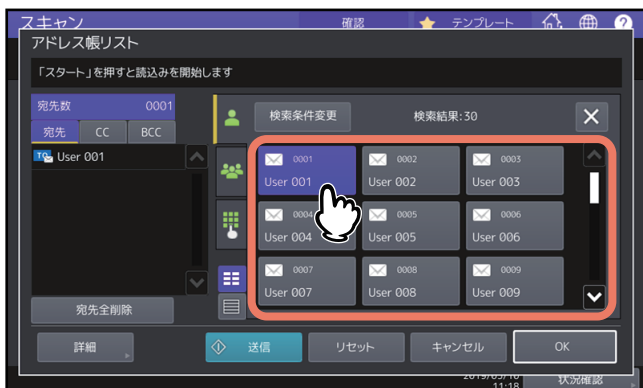 スキャン 確認 テンプレート
アドレス帳リスト
「スタート」を押すと読込みを開始します
宛先数 0001
宛先 CC BCC
TO User 001
検索条件変更 検索結果:30
0001 0002 0003
User 001 User 002 User 003
0004 0005 0006
User 004 User 005 User 006
0007 0008 0009
User 007 User 008 User 009
宛先全削除
詳細 送信 リセット キャンセル OK
11:18 状況確認